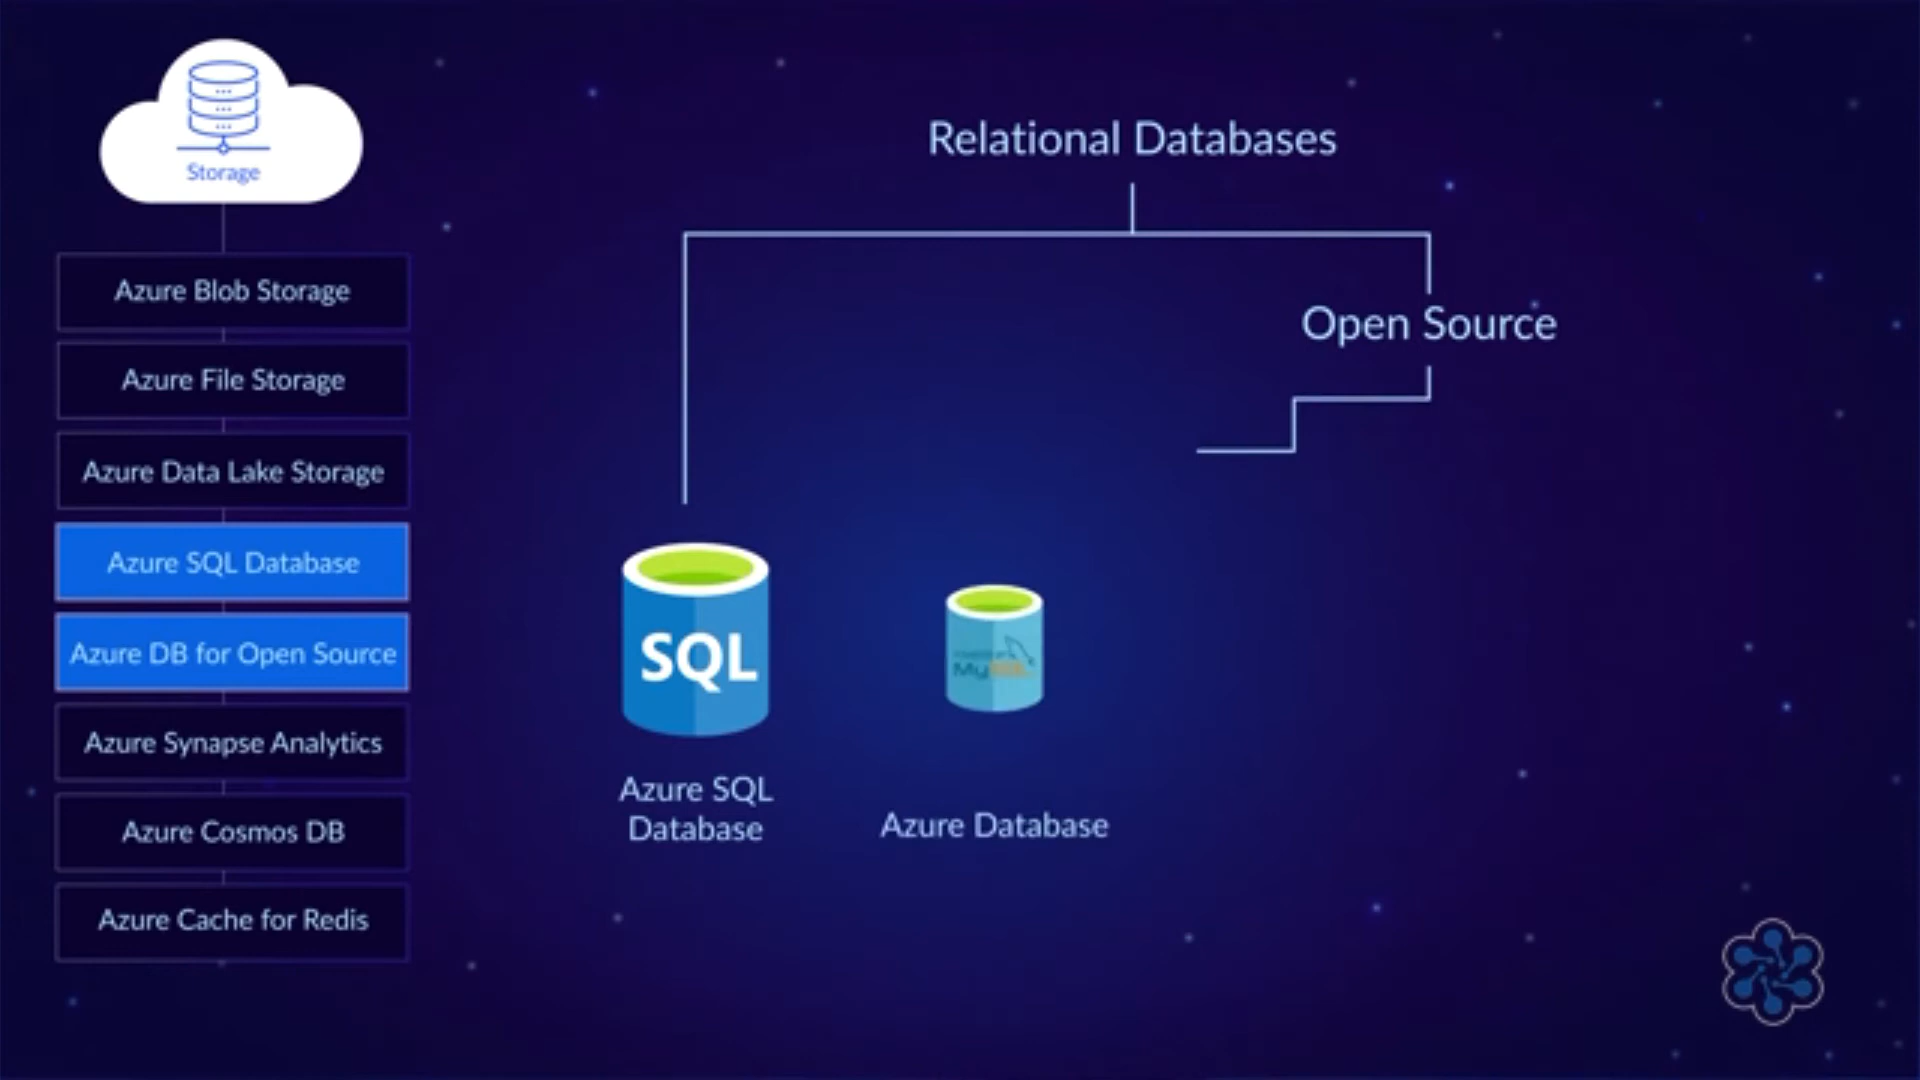 Storage
Azure Blob Storage
Azure File Storage
Azure Data Lake Storage
Azure SQL Database
Azure DB for Open Source
Azure Synapse Analytics
Azure Cosmos DB
Azure Cache for Redis
Relational Databases
Open Source
SQL
Azure SQL
Database
MySQL
Azure Database